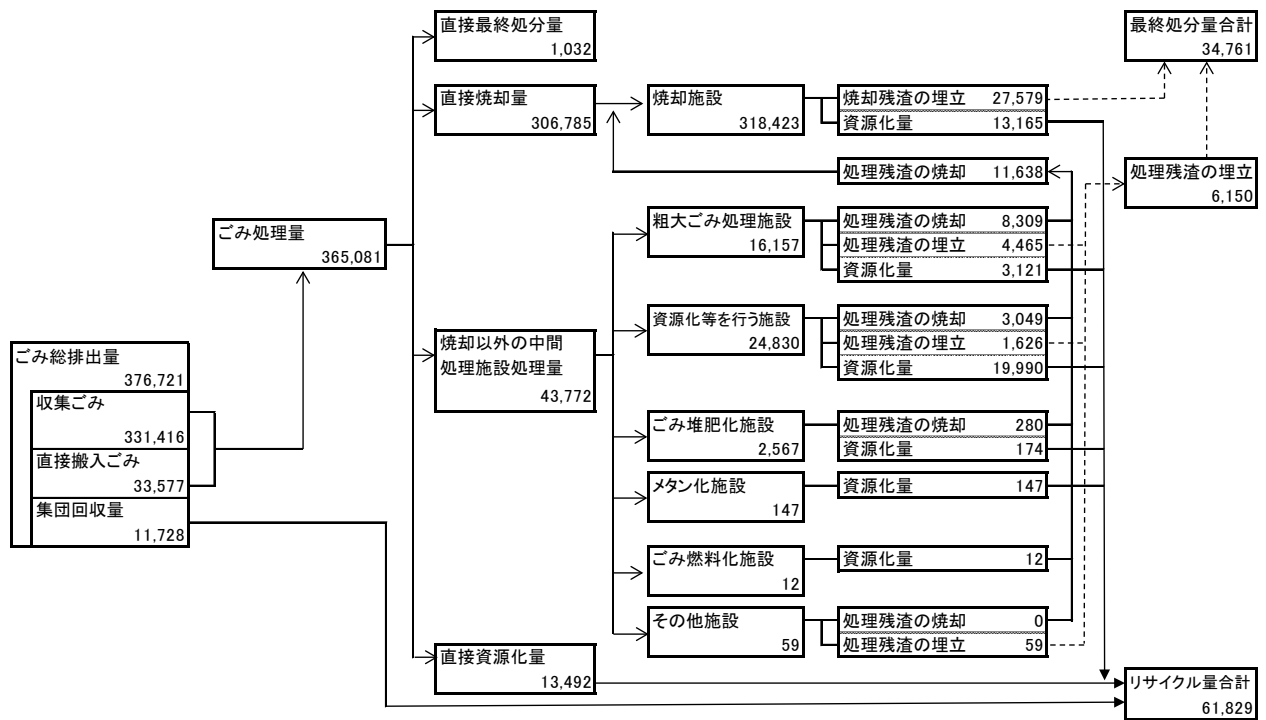 直接最終処分量
1,032
最終処分量合計
34,761
直接焼却量
306,785
焼却施設
318,423
焼却残渣の埋立 27,579
資源化量 13,165
処理残渣の焼却 11,638
処理残渣の埋立
6,150
ごみ処理量
365,081
粗大ごみ処理施設
16,157
処理残渣の焼却 8,309
処理残渣の埋立 4,465
資源化量 3,121
焼却以外の中間
処理施設処理量
43,772
資源化等を行う施設
24,830
処理残渣の焼却 3,049
処理残渣の埋立 1,626
資源化量 19,990
ごみ総排出量
376,721
収集ごみ
331,416
直接搬入ごみ
33,577
集団回収量
11,728
ごみ堆肥化施設
2,567
処理残渣の焼却 280
資源化量 174
メタン化施設
147
資源化量 147
ごみ燃料化施設
12
資源化量 12
その他施設
59
処理残渣の焼却 0
処理残渣の埋立 59
直接資源化量
13,492
リサイクル量合計
61,829